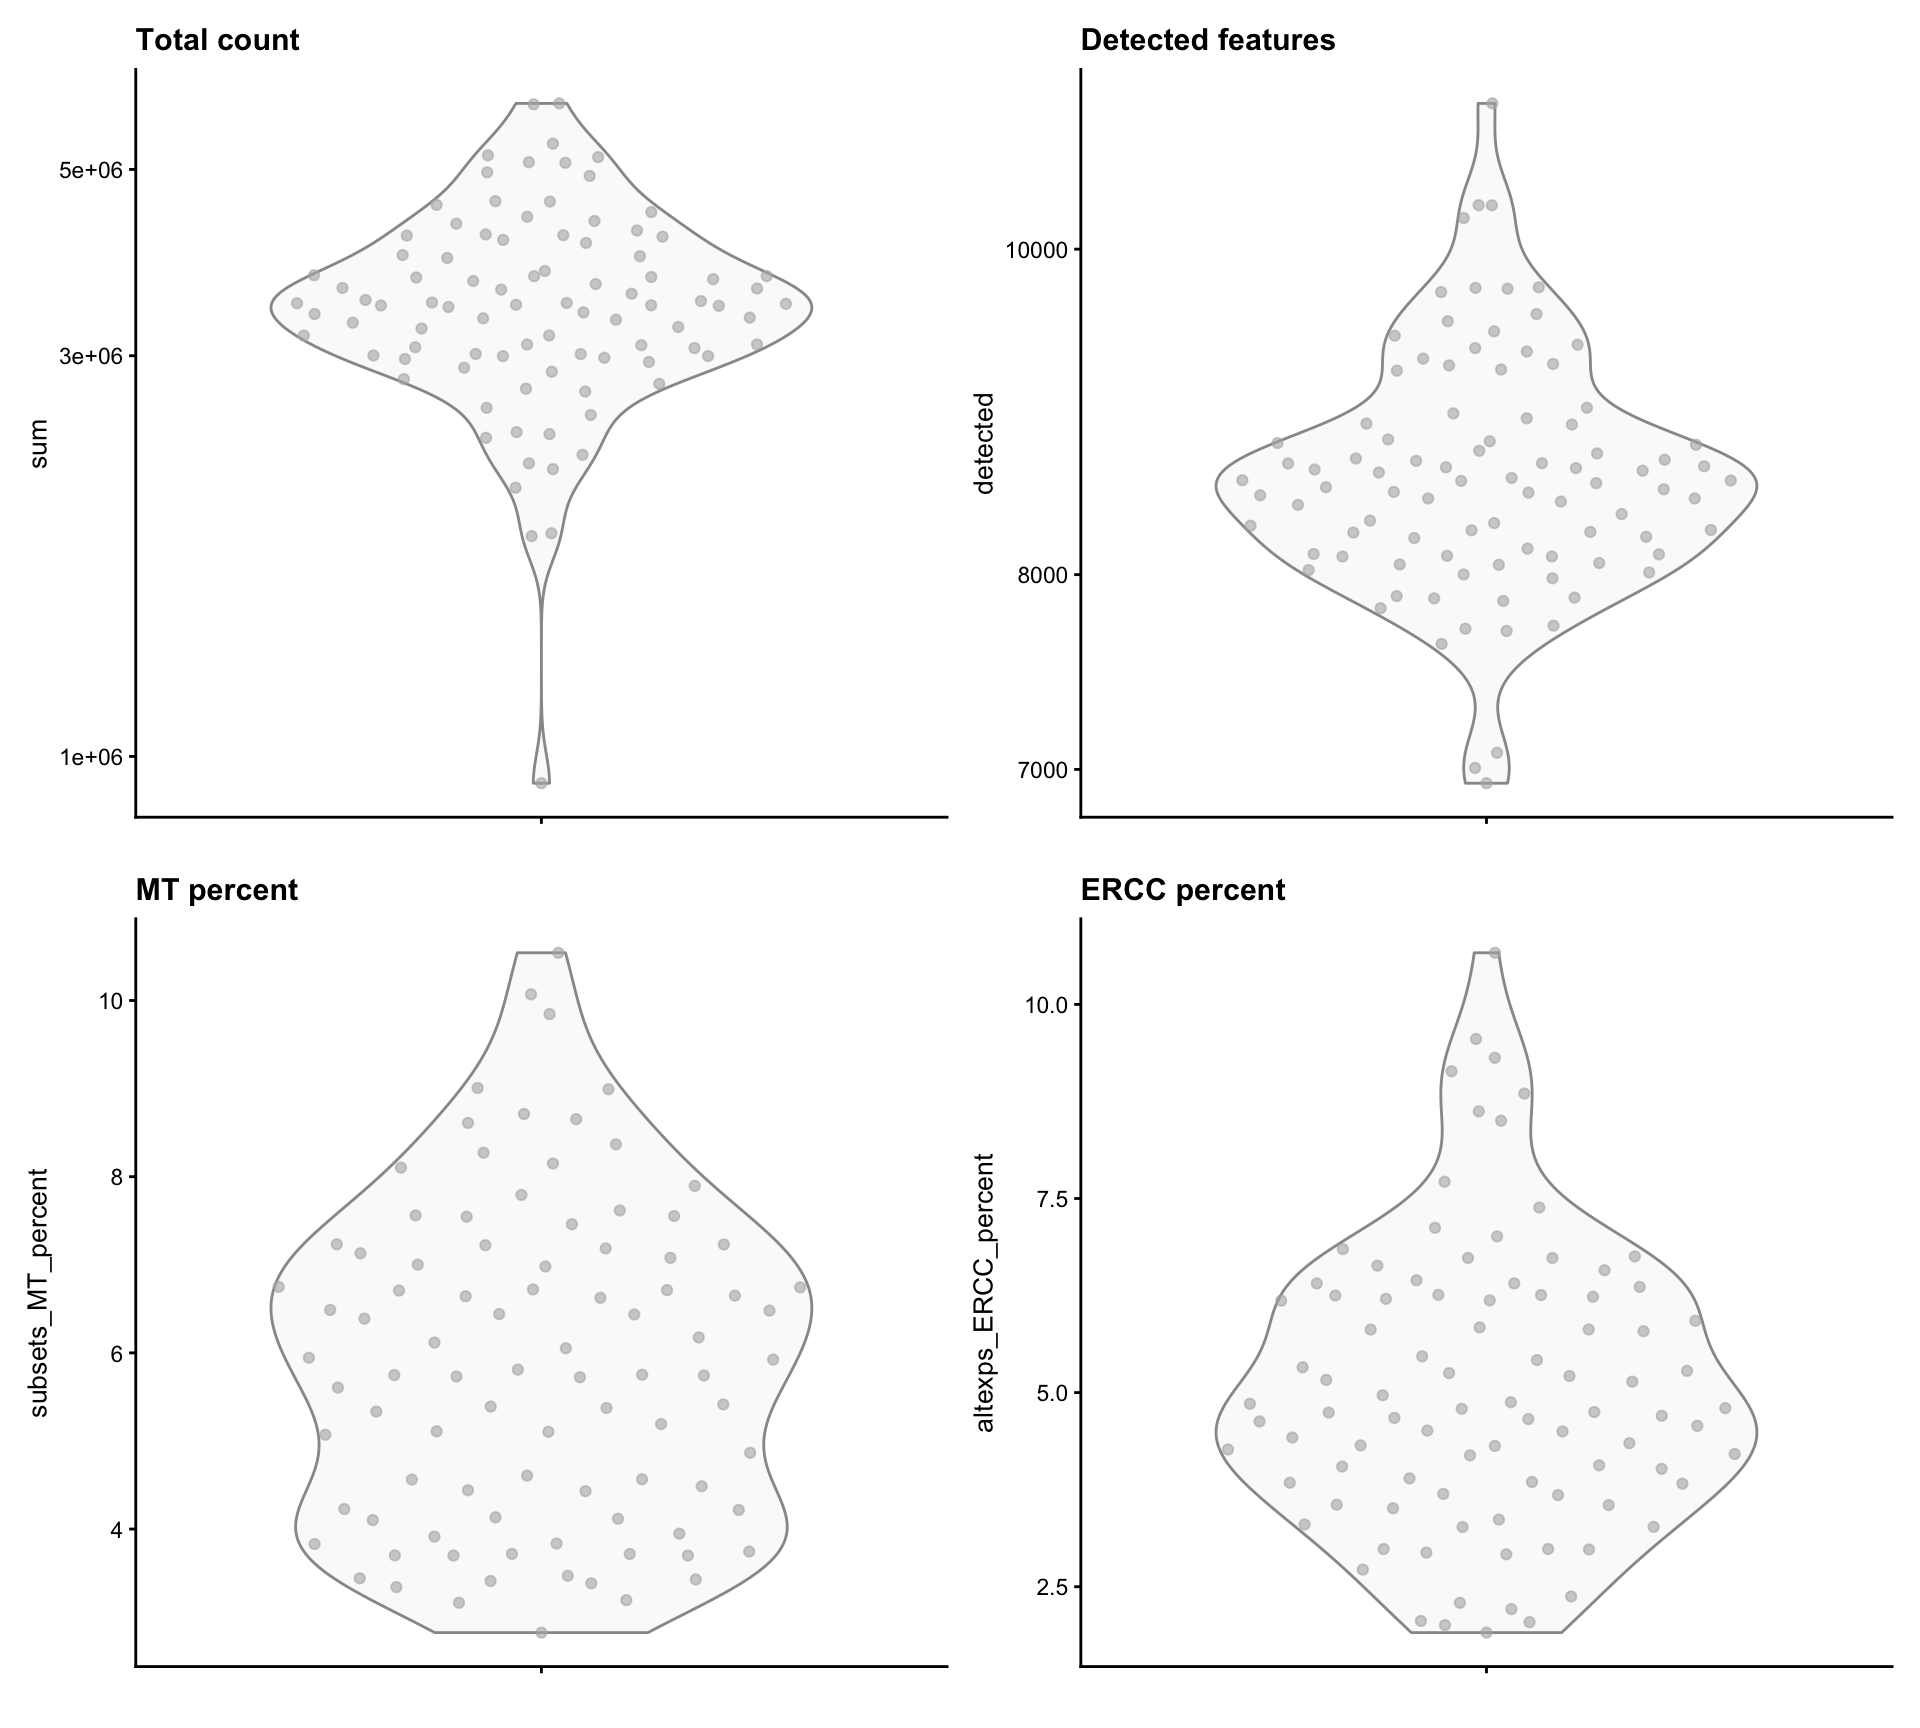 Total count
sum
5e+06
3e+06
1e+06
Detected features
detected
10000
8000
7000
MT percent
subsets_MT_percent
10
8
6
4
ERCC percent
altexps_ERCC_percent
10.0
7.5
5.0
2.5